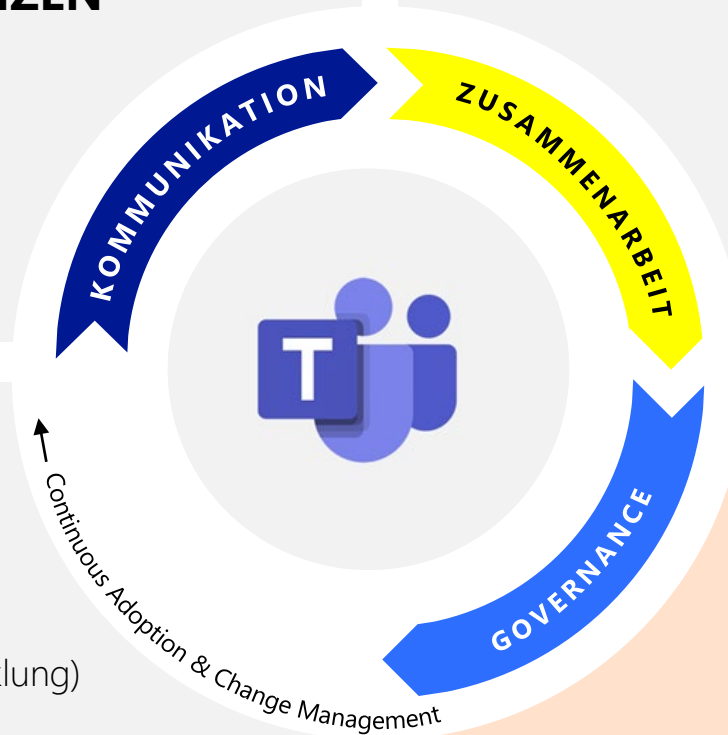 KOMMUNIKATION
ZUSAMMENARBEIT
T
GOVERNANCE
Continuous Adoption & Change Management